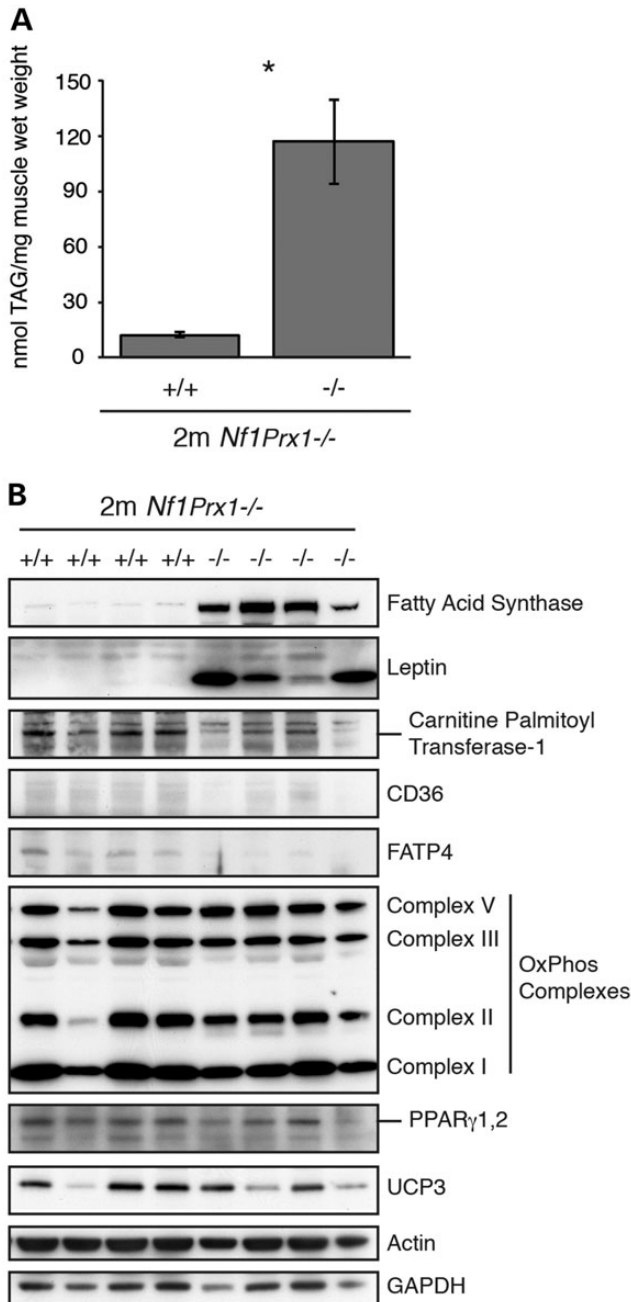 A
*
nmol TAG/mg muscle wet weight
150
120
90
60
30
0
+/+ -/-
2m Nf1Prx1-/-
B
2m Nf1Prx1-/-
+/+ +/+ +/+ +/+ -/- -/- -/- -/-
Fatty Acid Synthase
Leptin
Carnitine Palmitoyl
Transferase-1
CD36
FATP4
Complex V
Complex III
OxPhos
Complexes
Complex II
Complex I
PPARγ1,2
UCP3
Actin
GAPDH